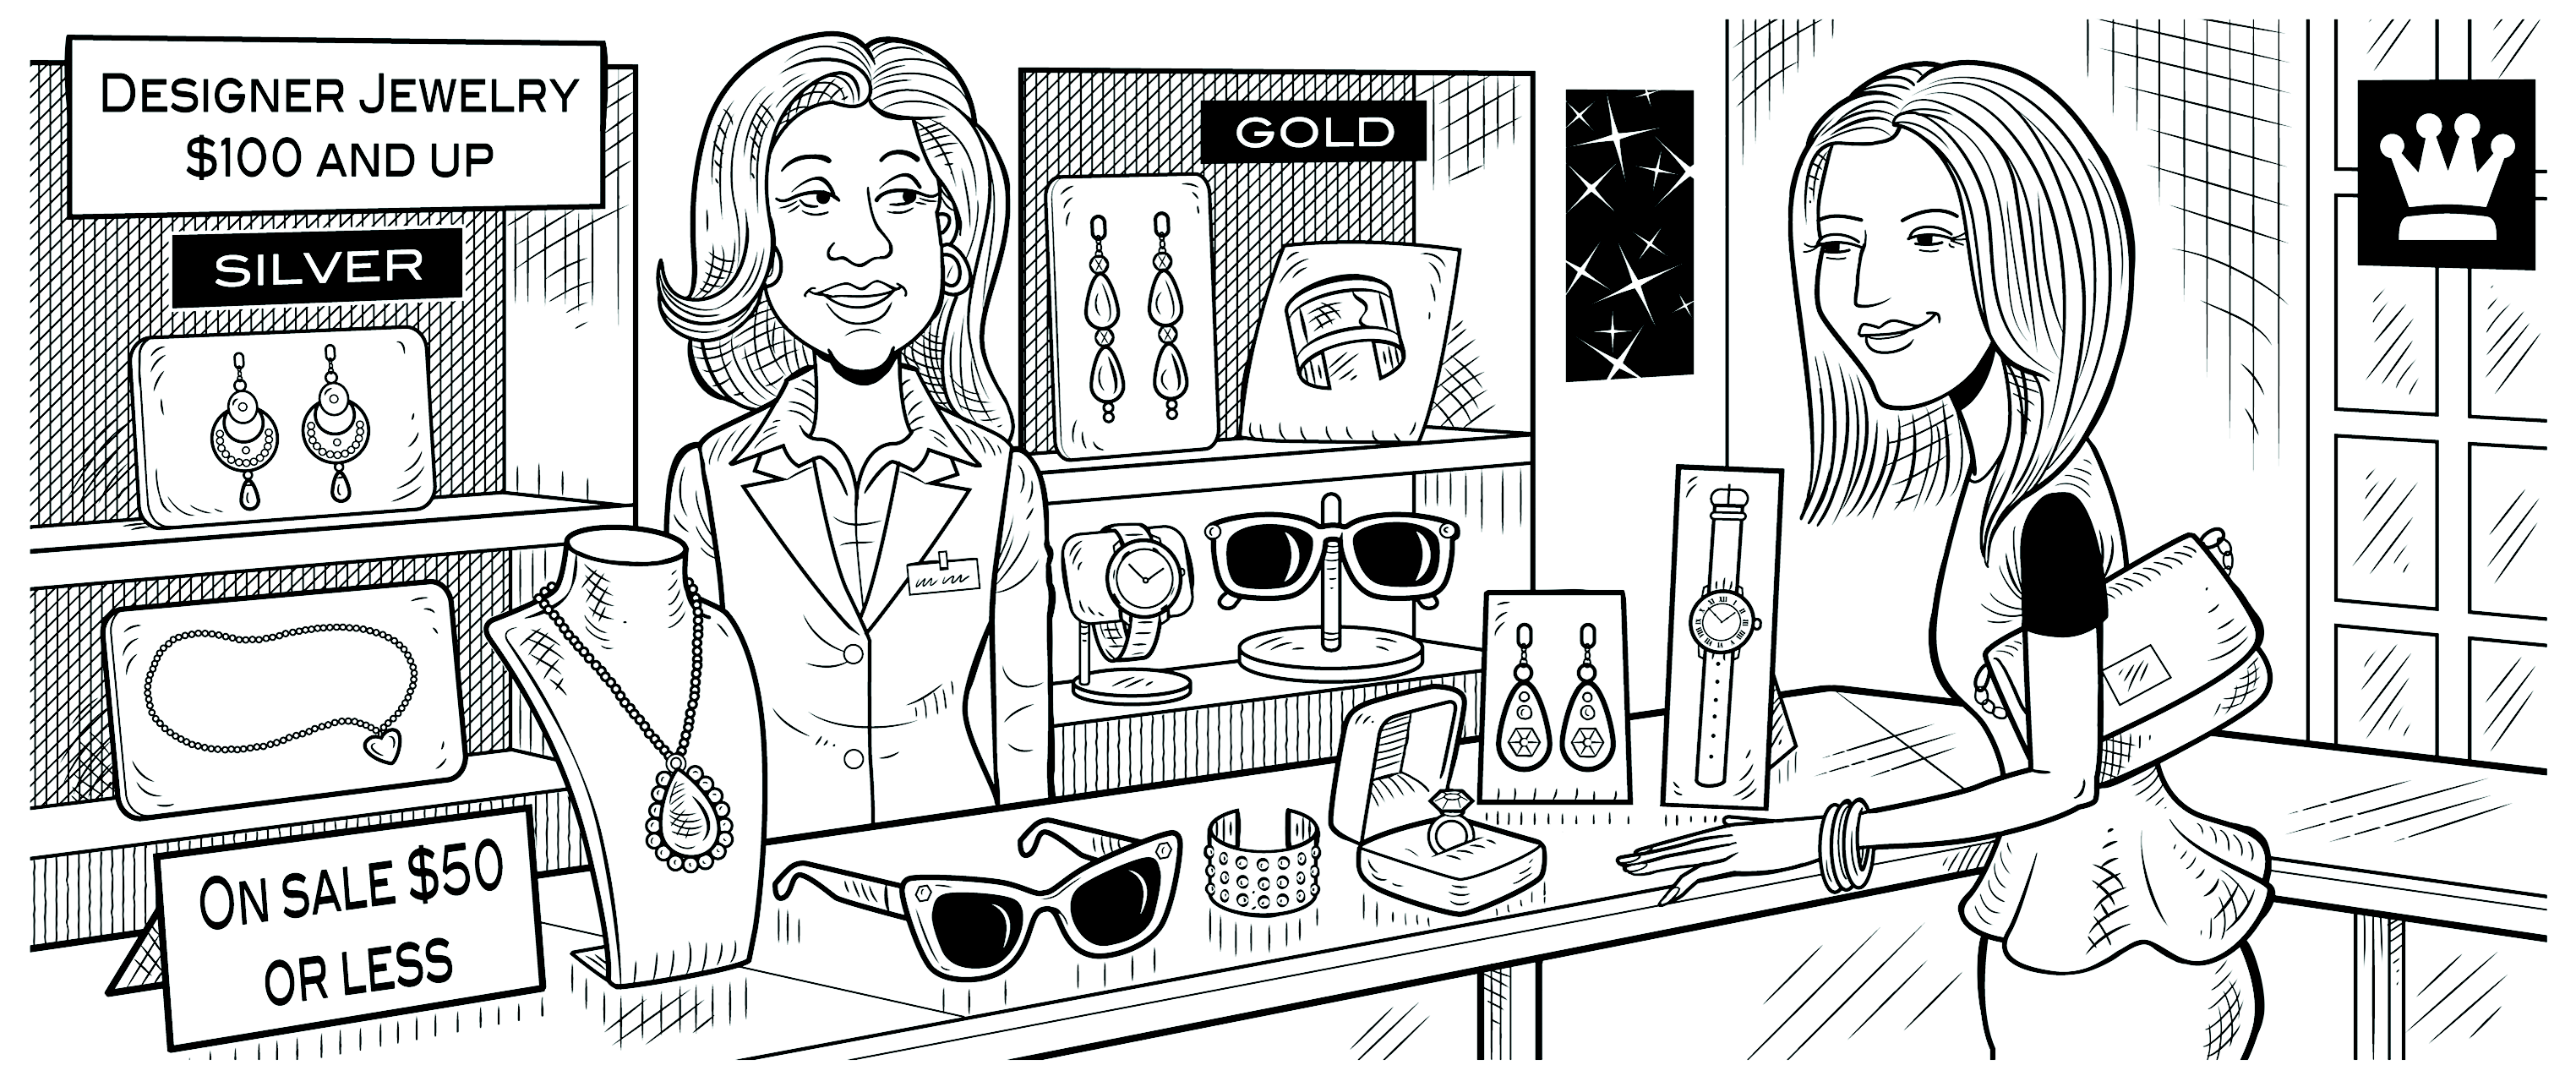 DESIGNER JEWELRY
$100 AND UP
SILVER
GOLD
ON SALE $50
OR LESS